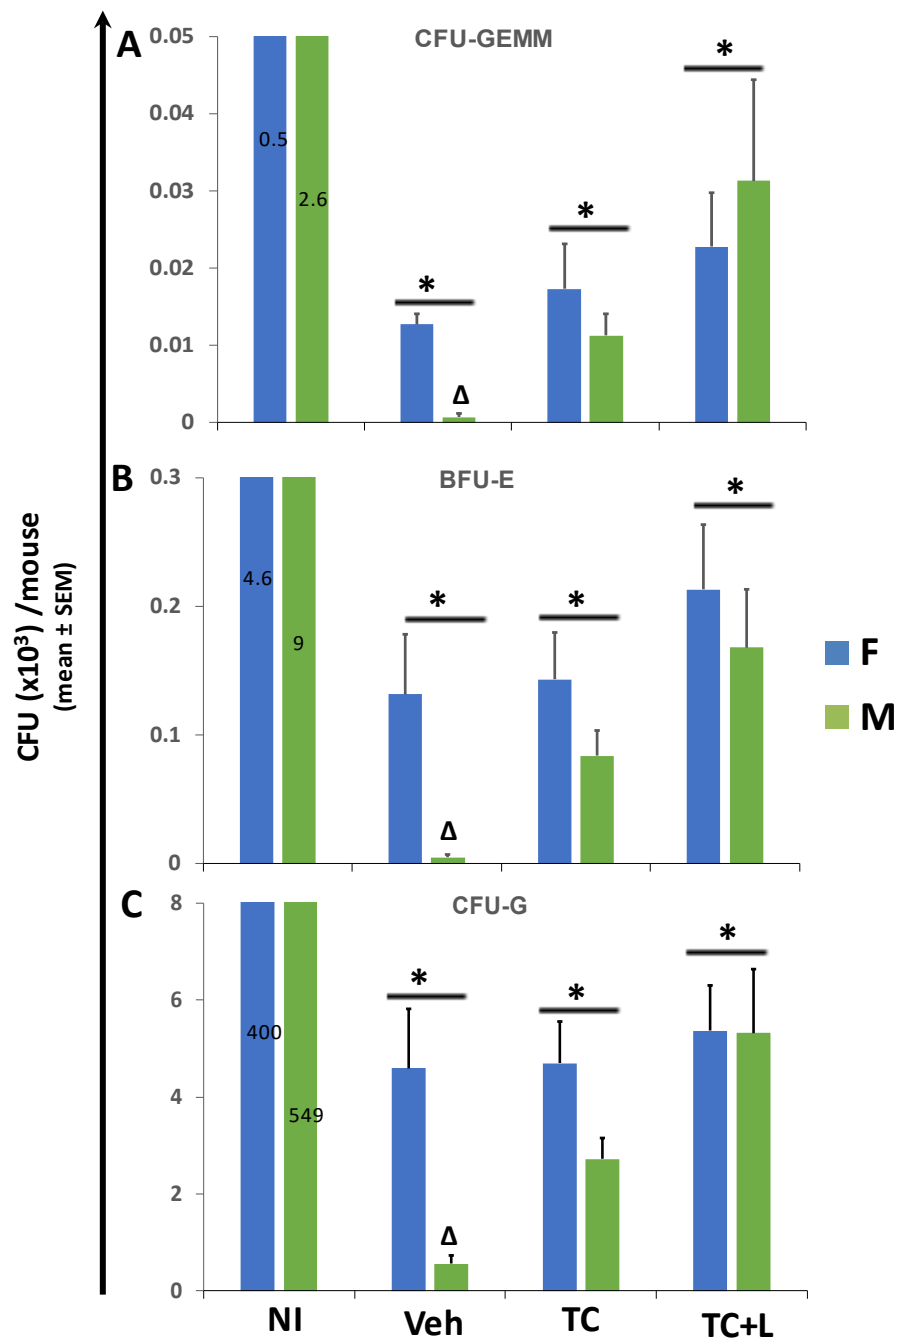 CFU (x10³) /mouse
(mean ± SEM)
A
CFU-GEMM
0.05
0.04
0.03
0.02
0.01
0
0.5
2.6
*
Δ
*
*
B
BFU-E
0.3
0.2
0.1
0
4.6
9
*
Δ
*
*
F
M
C
CFU-G
8
6
4
2
0
400
549
*
Δ
*
*
NI
Veh
TC
TC+L